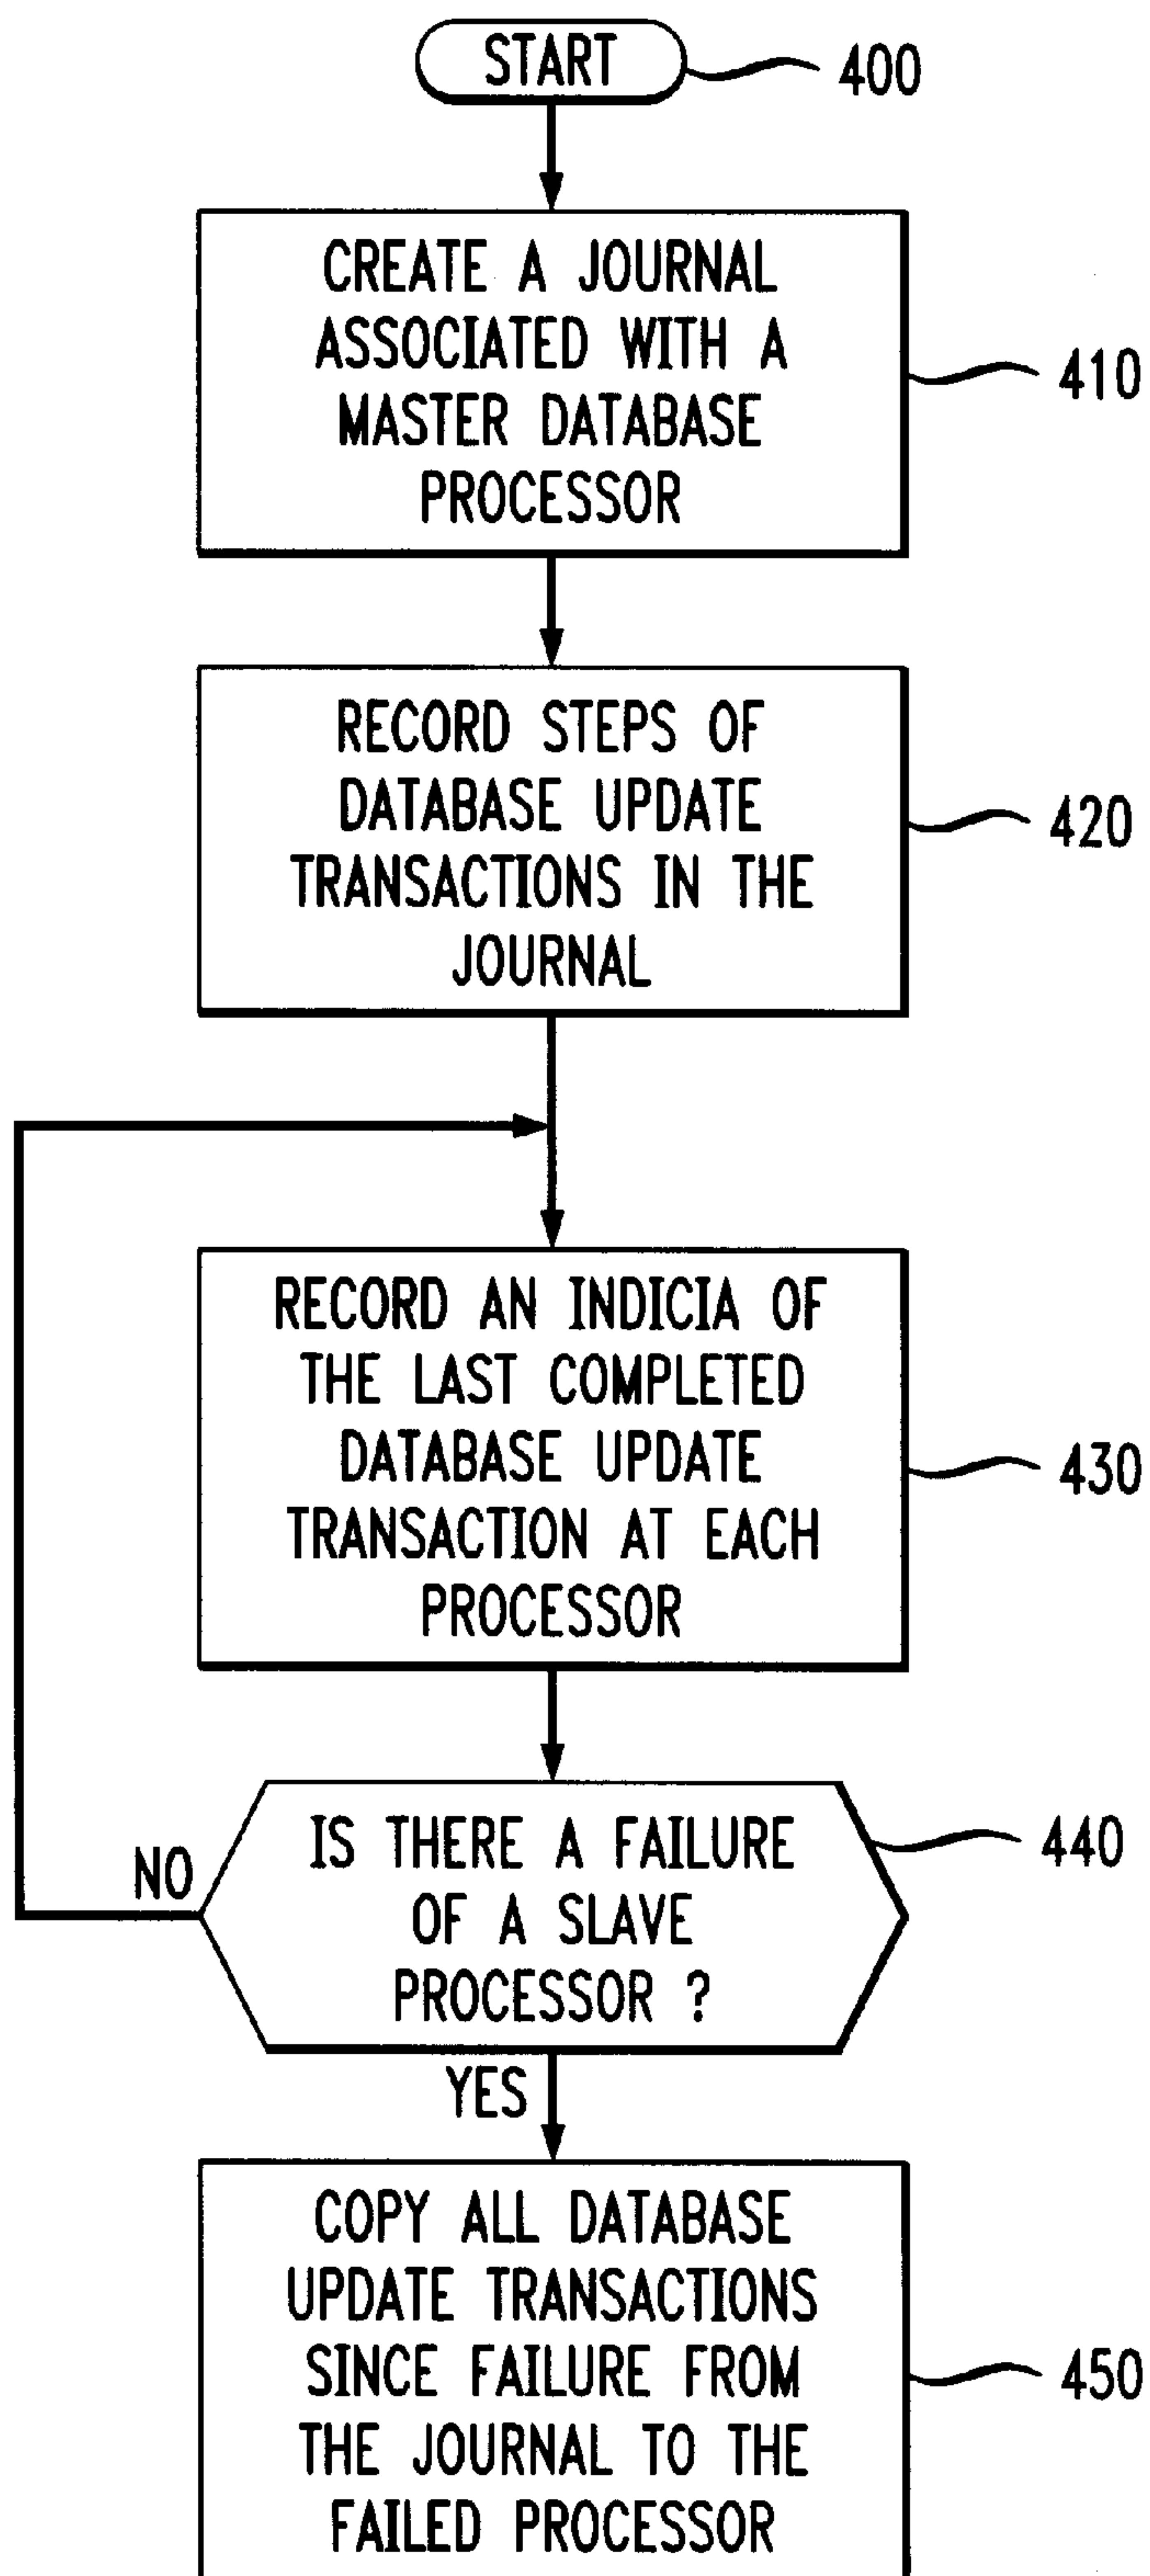 START
400
CREATE A JOURNAL
ASSOCIATED WITH A
MASTER DATABASE
PROCESSOR
410
RECORD STEPS OF
DATABASE UPDATE
TRANSACTIONS IN THE
JOURNAL
420
RECORD AN INDICIA OF
THE LAST COMPLETED
DATABASE UPDATE
TRANSACTION AT EACH
PROCESSOR
430
IS THERE A FAILURE
OF A SLAVE
PROCESSOR ?
440
NO
YES
COPY ALL DATABASE
UPDATE TRANSACTIONS
SINCE FAILURE FROM
THE JOURNAL TO THE
FAILED PROCESSOR
450